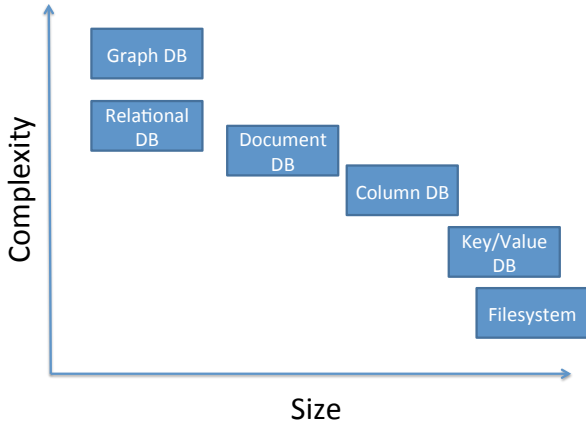 Graph DB
Relational
DB
Document
DB
Column DB
Key/Value
DB
Filesystem
Complexity
Size